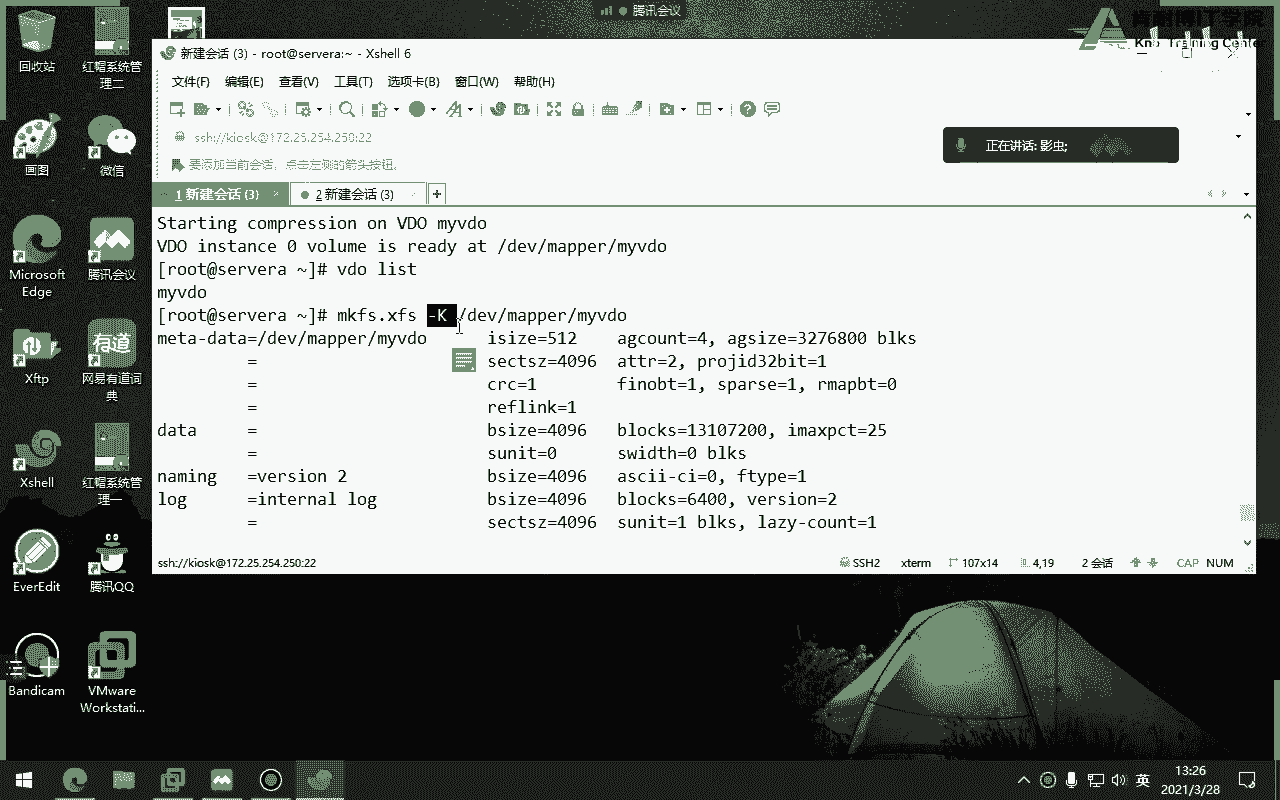 腾讯会议
Kno Training Center
回收站
红帽系统管
理二
画图
微信
Microsoft
Edge
腾讯会议
Xftp
有道
网易有道词
典
Xshell
红帽系统管
理一
EverEdit
腾讯QQ
Bandicam
VMware
Workstati...
新建会话 (3) - root@servera:~ - Xshell 6
文件(F) 编辑(E) 查看(V) 工具(T) 选项卡(B) 窗口(W) 帮助(H)
ssh://kiosk@172.25.254.250:22
要添加当前会话，点击左侧的箭头按钮。
正在讲话: 影虫;
1 新建会话 (3) × 2 新建会话 (3) +
Starting compression on VDO myvdo
VDO instance 0 volume is ready at /dev/mapper/myvdo
[root@servera ~]# vdo list
myvdo
[root@servera ~]# mkfs.xfs -K /dev/mapper/myvdo
meta-data=/dev/mapper/myvdo isize=512 agcount=4, agsize=3276800 blks
= sectsz=4096 attr=2, projid32bit=1
= crc=1 finobt=1, sparse=1, rmapbt=0
= reflink=1
data = bsize=4096 blocks=13107200, imaxpct=25
= sunit=0 swidth=0 blks
naming =version 2 bsize=4096 ascii-ci=0, ftype=1
log =internal log bsize=4096 blocks=6400, version=2
= sectsz=4096 sunit=1 blks, lazy-count=1
ssh://kiosk@172.25.254.250:22 SSH2 xterm 107x14 4,19 2 会话 CAP NUM
英
13:26
2021/3/28